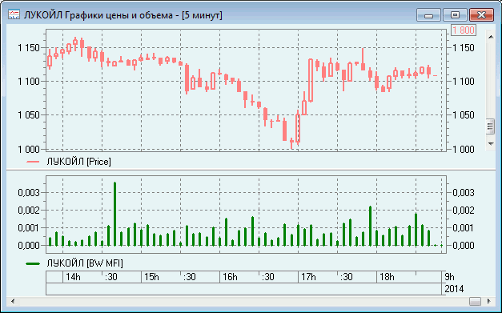 ЛУКОЙЛ Графики цены и объема - [5 минут]
1 800
1 150 1 150
1 100 1 100
1 050 1 050
1 000 1 000
ЛУКОЙЛ [Price]
0,003 0,003
0,002 0,002
0,001 0,001
0,000 0,000
ЛУКОЙЛ [BW MFI]
14h :30 15h :30 16h :30 17h :30 18h 9h
2014